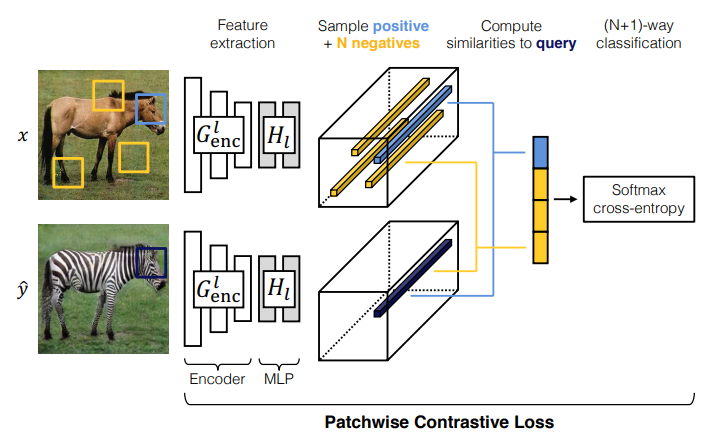 Feature
extraction
Sample positive
+ N negatives
Compute
similarities to query
(N+1)-way
classification
x
G^l_enc
H_l
Softmax
cross-entropy
ŷ
G^l_enc
H_l
Encoder
MLP
Patchwise Contrastive Loss